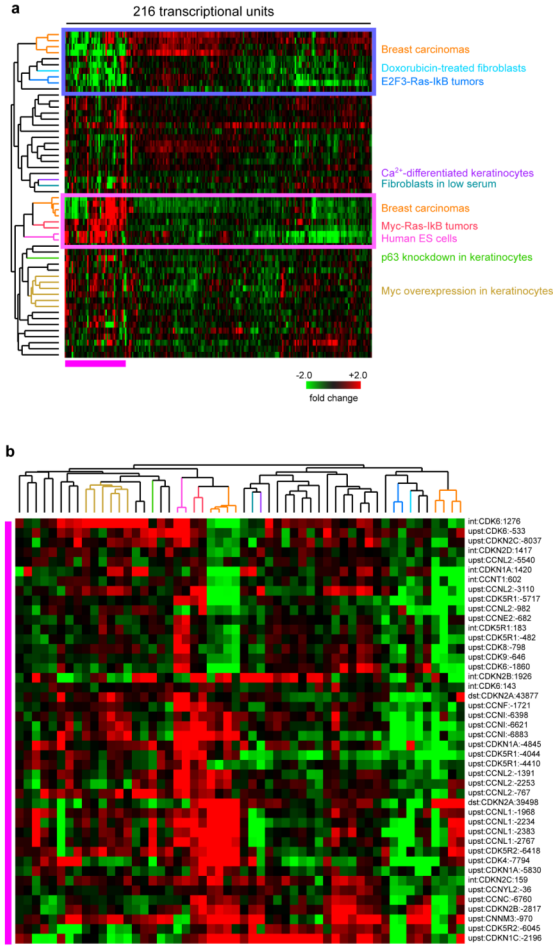 a
216 transcriptional units
Breast carcinomas
Doxorubicin-treated fibroblasts
E2F3-Ras-IkB tumors
Ca2+-differentiated keratinocytes
Fibroblasts in low serum
Breast carcinomas
Myc-Ras-IkB tumors
Human ES cells
p63 knockdown in keratinocytes
Myc overexpression in keratinocytes
-2.0 +2.0
fold change
b
int:CDK6:1276
upst:CDK6:-533
upst:CDKN2C:-8037
int:CDKN2D:1417
upst:CCNL2:-5540
int:CDKN1A:1420
int:CCNT1:602
upst:CCNL2:-3110
upst:CDK5R1:-5717
upst:CCNL2:-982
upst:CCNE2:-682
int:CDK5R1:183
upst:CDK5R1:-482
upst:CDK8:-798
upst:CDK9:-646
upst:CDK6:-1860
int:CDKN2B:1926
int:CDK6:143
dst:CDKN2A:43877
upst:CCNF:-1721
upst:CCNI:-6398
upst:CCNI:-6621
upst:CCNI:-6883
upst:CDKN1A:-4845
upst:CDK5R1:-4044
upst:CDK5R1:-4410
upst:CCNL2:-1391
upst:CCNL2:-2253
upst:CCNL2:-767
dst:CDKN2A:39498
upst:CCNL1:-1968
upst:CCNL1:-2234
upst:CCNL1:-2383
upst:CCNL1:-2767
upst:CDK5R2:-6418
upst:CDK4:-7794
upst:CDKN1A:-5830
int:CDKN2C:159
upst:CCNYL2:-36
upst:CCNC:-6760
upst:CDKN2B:-2817
upst:CNNM3:-970
upst:CDK5R2:-6045
upst:CDKN1C:-2196